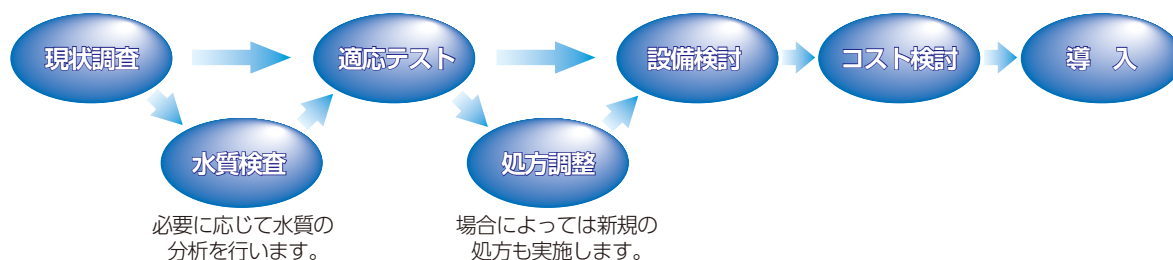 現状調査
適応テスト
設備検討
コスト検討
導　入
水質検査
処方調整
必要に応じて水質の
分析を行います。
場合によっては新規の
処方も実施します。